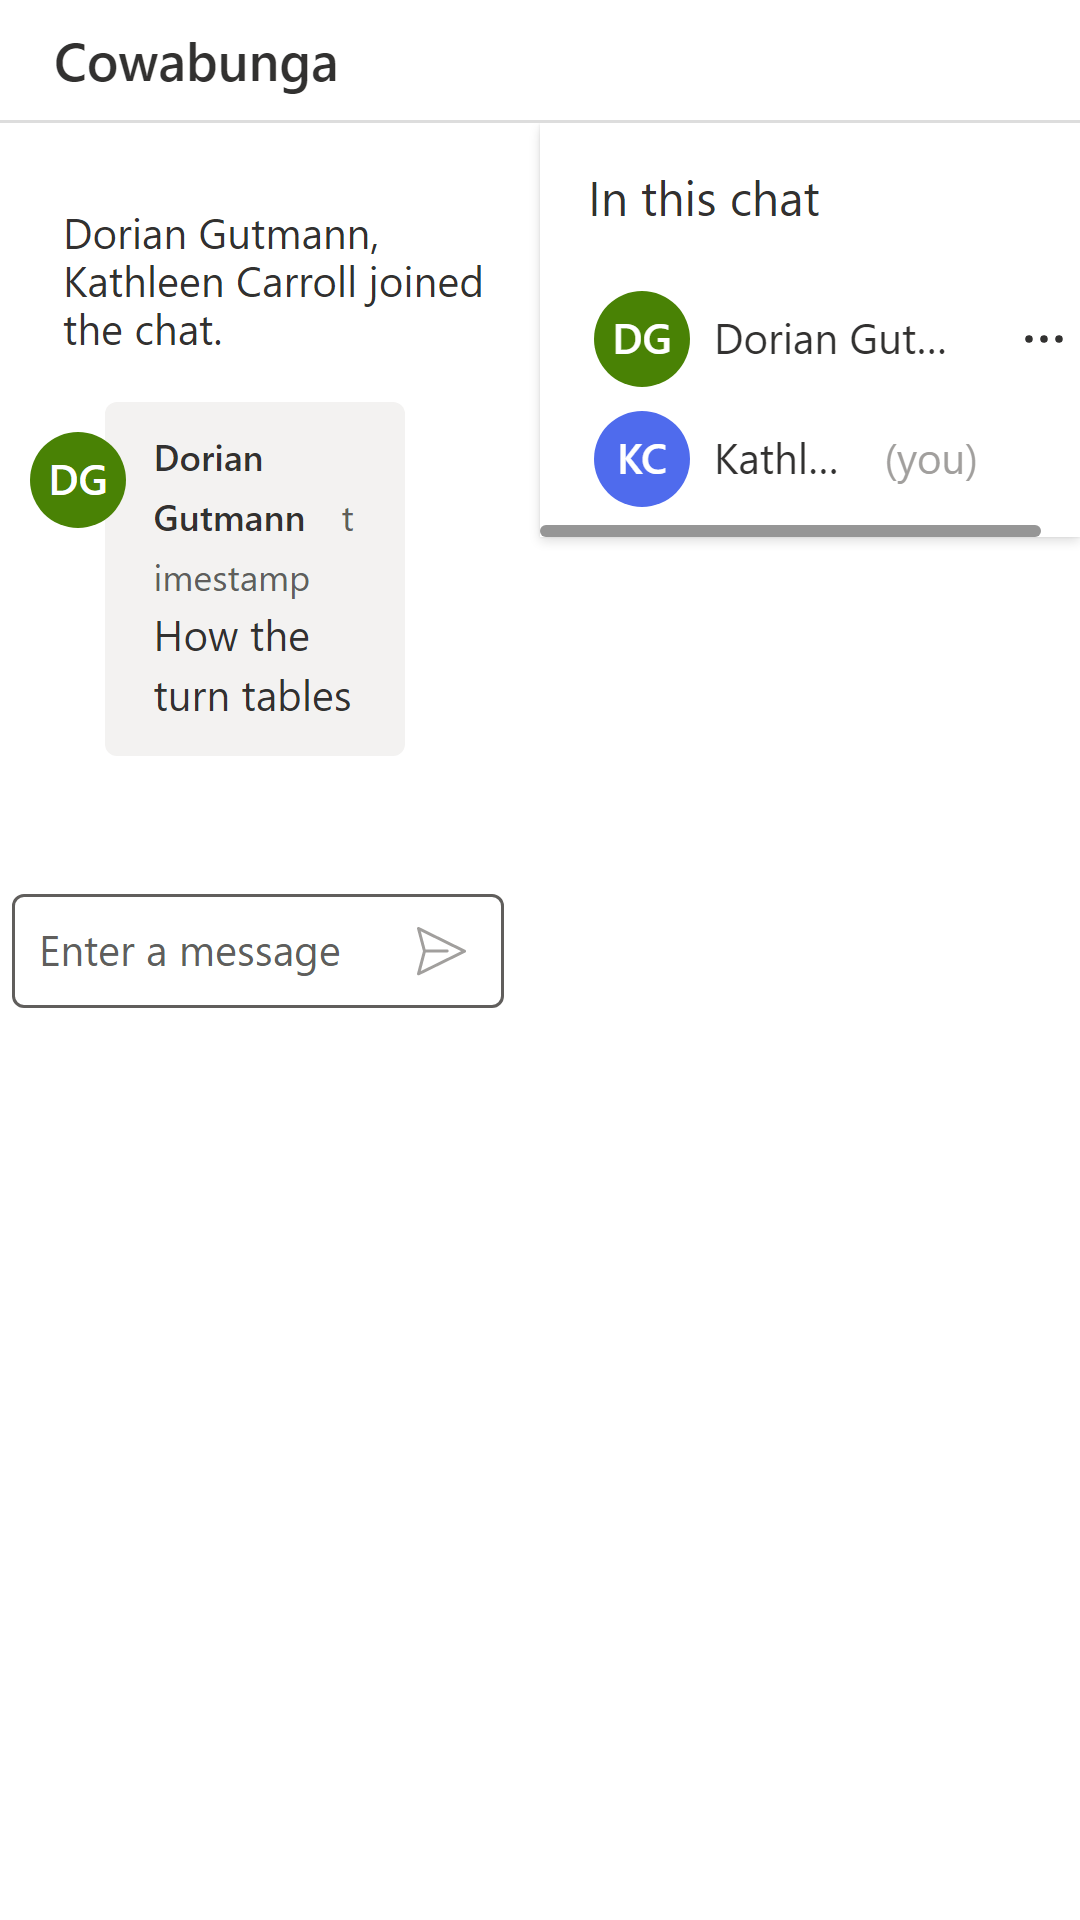 Cowabunga
Dorian Gutmann,
Kathleen Carroll joined
the chat.
DG
Dorian
Gutmann t
imestamp
How the
turn tables
Enter a message
In this chat
DG Dorian Gut...
KC Kathl... (you)